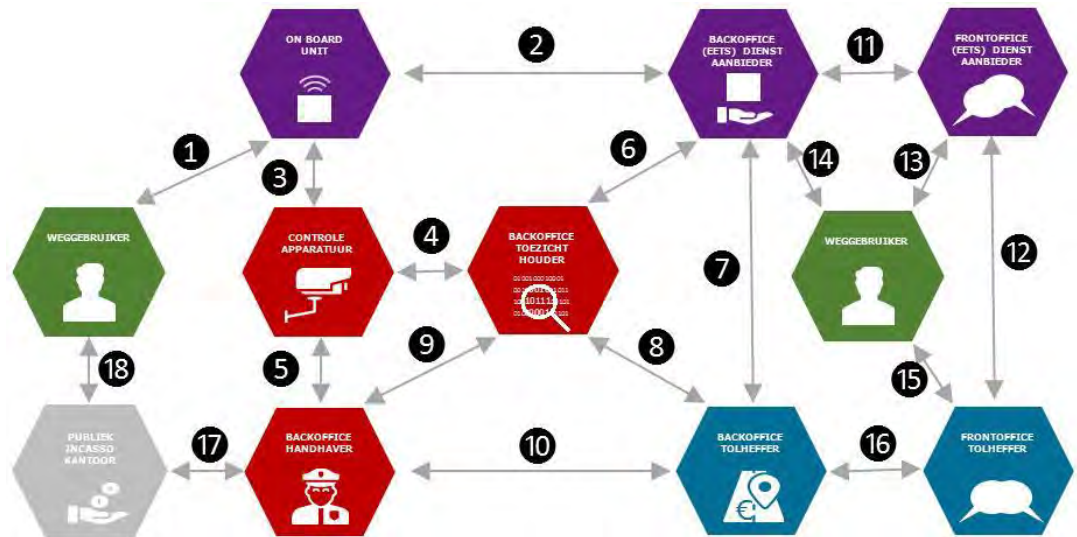 ON BOARD
UNIT
2
BACKOFFICE
(EETS) DIENST
AANBIEDER
11
FRONTOFFICE
(EETS) DIENST
AANBIEDER
1
3
6
14
13
WEGGEBRUIKER
CONTROLE
APPARATUUR
4
BACKOFFICE
TOEZICHT
HOUDER
7
WEGGEBRUIKER
12
18
5
9
8
15
PUBLIEK
INCASSO
KANTOOR
17
BACKOFFICE
HANDHAVER
10
BACKOFFICE
TOLHEFFER
€
16
FRONTOFFICE
TOLHEFFER